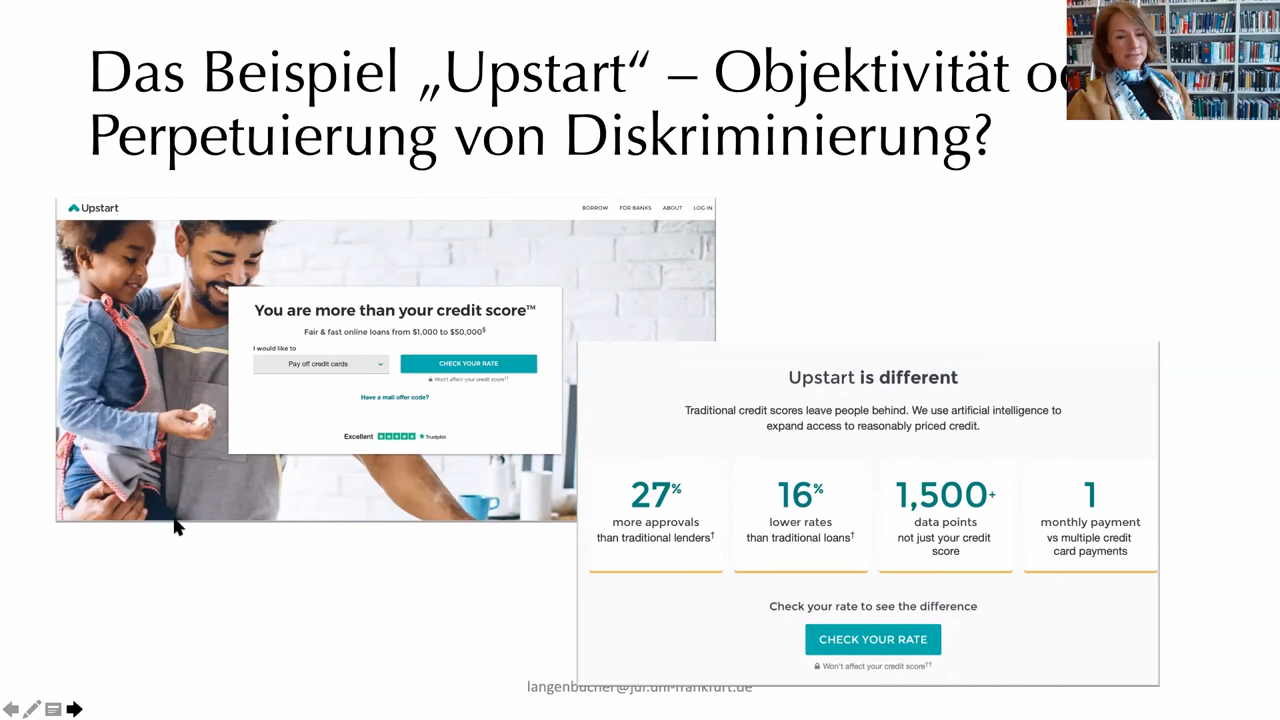 Das Beispiel „Upstart“ – Objektivität
Perpetuierung von Diskriminierung?
Upstart
BORROW FOR BANKS ABOUT LOG IN
You are more than your credit score™
Fair & fast online loans from $1,000 to $50,000§
I would like to
Pay off credit cards
CHECK YOUR RATE
Won't affect your credit score††
Have a mail offer code?
Excellent Trustpilot
Upstart is different
Traditional credit scores leave people behind. We use artificial intelligence to
expand access to reasonably priced credit.
27%
more approvals
than traditional lenders†
16%
lower rates
than traditional loans†
1,500+
data points
not just your credit
score
1
monthly payment
vs multiple credit
card payments
Check your rate to see the difference
CHECK YOUR RATE
Won't affect your credit score††